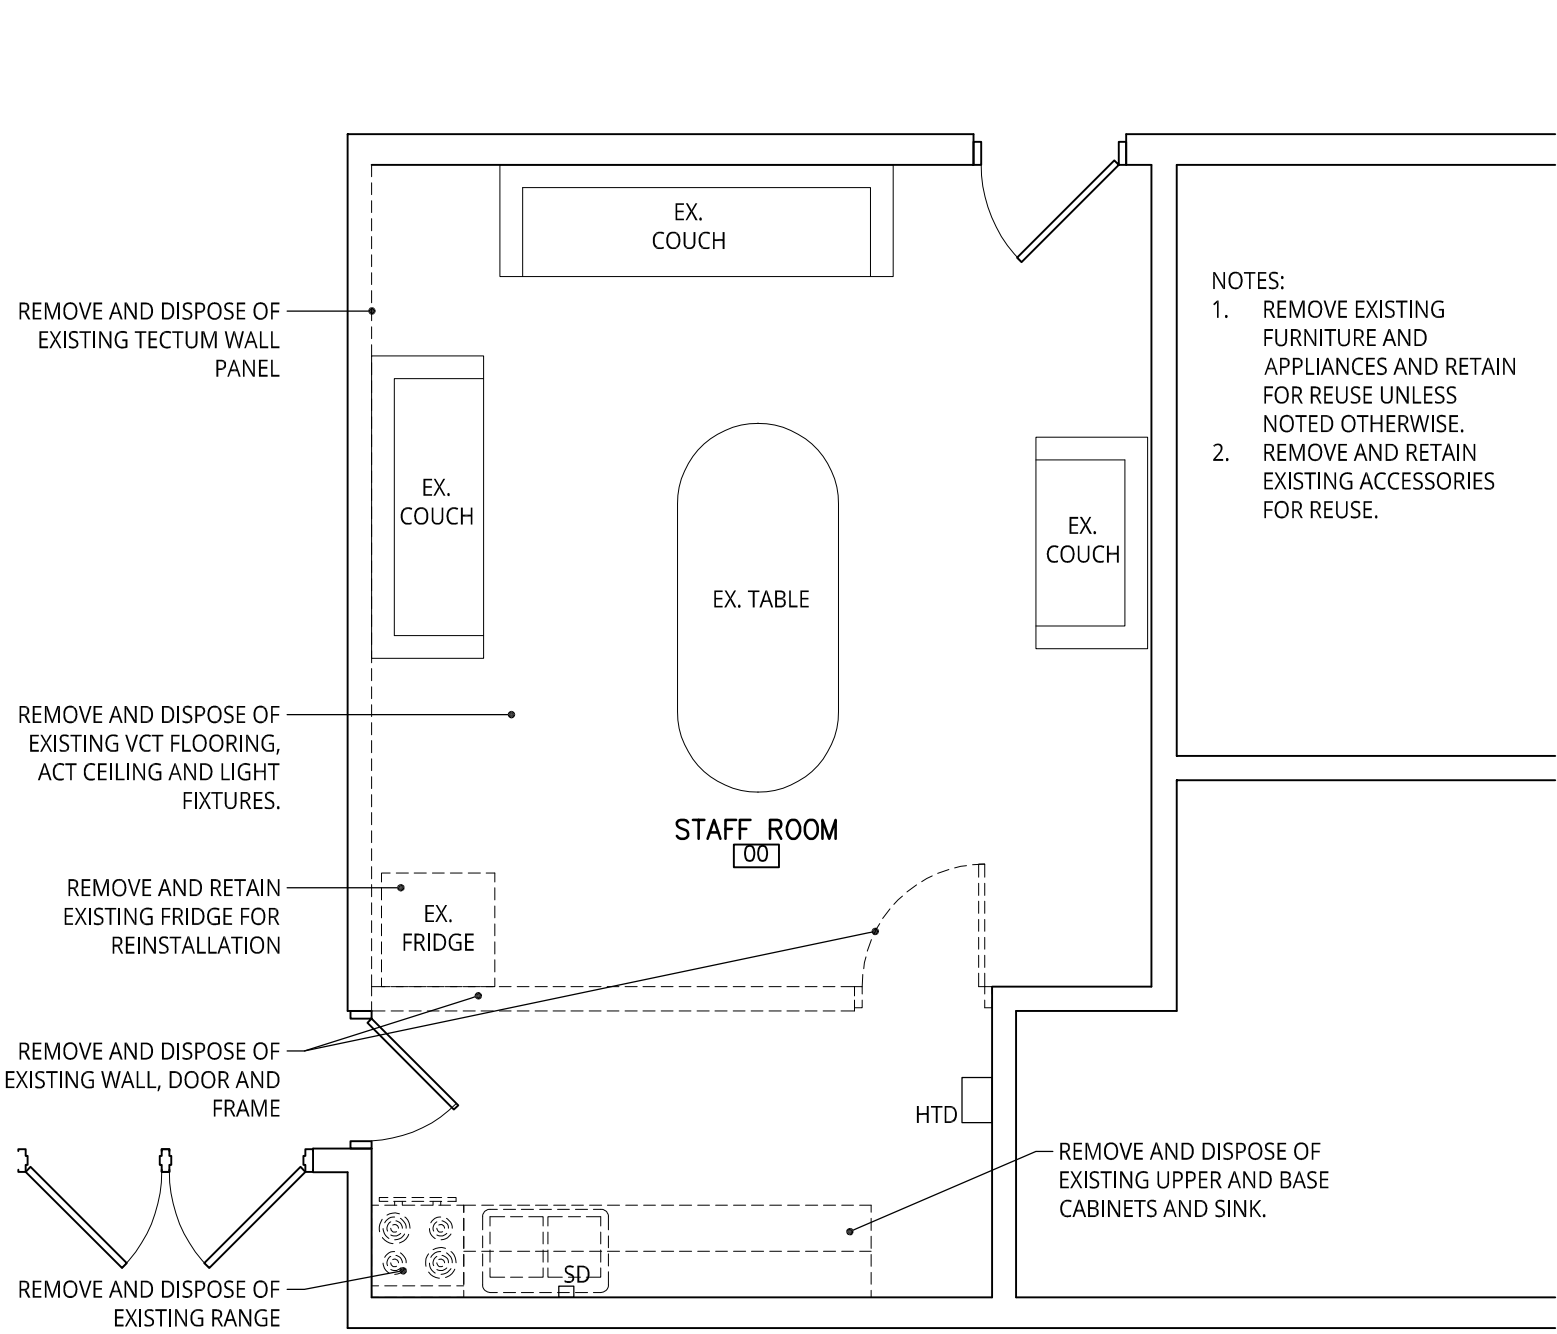 EX.
COUCH
REMOVE AND DISPOSE OF
EXISTING TECTUM WALL
PANEL
NOTES:
1. REMOVE EXISTING
FURNITURE AND
APPLIANCES AND RETAIN
FOR REUSE UNLESS
NOTED OTHERWISE.
2. REMOVE AND RETAIN
EXISTING ACCESSORIES
FOR REUSE.
EX.
COUCH
EX.
COUCH
EX. TABLE
REMOVE AND DISPOSE OF
EXISTING VCT FLOORING,
ACT CEILING AND LIGHT
FIXTURES.
STAFF ROOM
00
REMOVE AND RETAIN
EXISTING FRIDGE FOR
REINSTALLATION
EX.
FRIDGE
REMOVE AND DISPOSE OF
EXISTING WALL, DOOR AND
FRAME
HTD
REMOVE AND DISPOSE OF
EXISTING UPPER AND BASE
CABINETS AND SINK.
SD
REMOVE AND DISPOSE OF
EXISTING RANGE